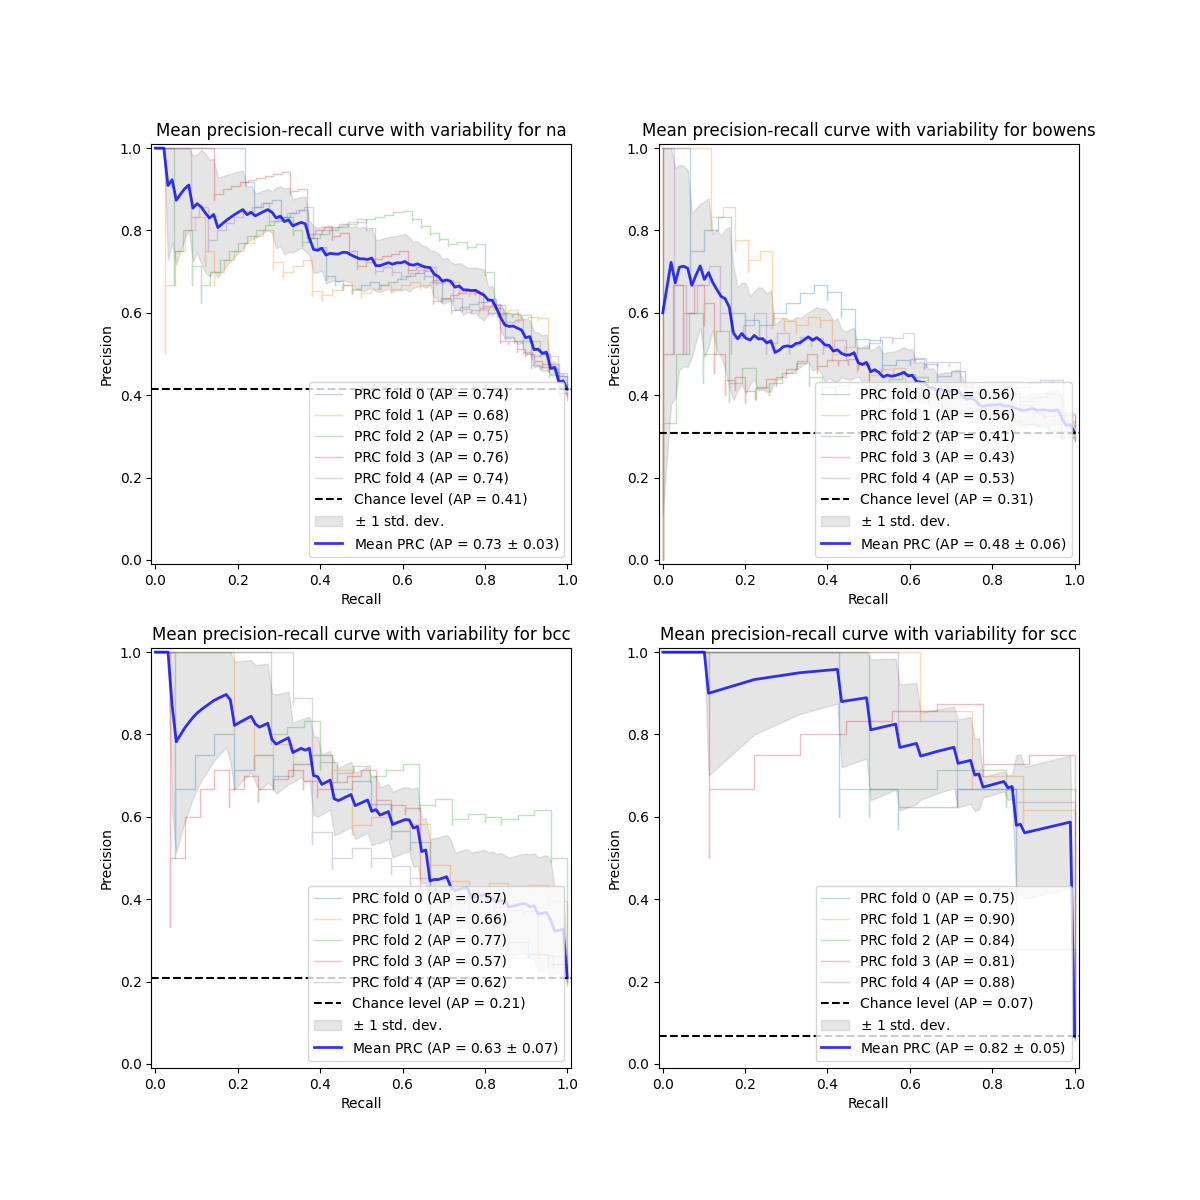 Mean precision-recall curve with variability for na
1.0
0.8
0.6
0.4
0.2
0.0
Precision
PRC fold 0 (AP = 0.74)
PRC fold 1 (AP = 0.68)
PRC fold 2 (AP = 0.75)
PRC fold 3 (AP = 0.76)
PRC fold 4 (AP = 0.74)
Chance level (AP = 0.41)
± 1 std. dev.
Mean PRC (AP = 0.73 ± 0.03)
0.0 0.2 0.4 0.6 0.8 1.0
Recall
Mean precision-recall curve with variability for bowens
1.0
0.8
0.6
0.4
0.2
0.0
Precision
PRC fold 0 (AP = 0.56)
PRC fold 1 (AP = 0.56)
PRC fold 2 (AP = 0.41)
PRC fold 3 (AP = 0.43)
PRC fold 4 (AP = 0.53)
Chance level (AP = 0.31)
± 1 std. dev.
Mean PRC (AP = 0.48 ± 0.06)
0.0 0.2 0.4 0.6 0.8 1.0
Recall
Mean precision-recall curve with variability for bcc
1.0
0.8
0.6
0.4
0.2
0.0
Precision
PRC fold 0 (AP = 0.57)
PRC fold 1 (AP = 0.66)
PRC fold 2 (AP = 0.77)
PRC fold 3 (AP = 0.57)
PRC fold 4 (AP = 0.62)
Chance level (AP = 0.21)
± 1 std. dev.
Mean PRC (AP = 0.63 ± 0.07)
0.0 0.2 0.4 0.6 0.8 1.0
Recall
Mean precision-recall curve with variability for scc
1.0
0.8
0.6
0.4
0.2
0.0
Precision
PRC fold 0 (AP = 0.75)
PRC fold 1 (AP = 0.90)
PRC fold 2 (AP = 0.84)
PRC fold 3 (AP = 0.81)
PRC fold 4 (AP = 0.88)
Chance level (AP = 0.07)
± 1 std. dev.
Mean PRC (AP = 0.82 ± 0.05)
0.0 0.2 0.4 0.6 0.8 1.0
Recall